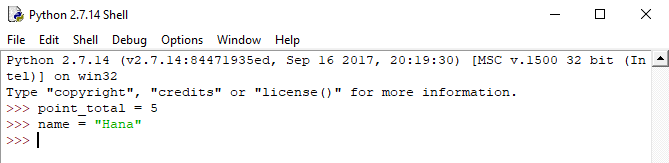 Python 2.7.14 Shell
File Edit Shell Debug Options Window Help
Python 2.7.14 (v2.7.14:84471935ed, Sep 16 2017, 20:19:30) [MSC v.1500 32 bit (In
tel)] on win32
Type "copyright", "credits" or "license()" for more information.
>>> point_total = 5
>>> name = "Hana"
>>>